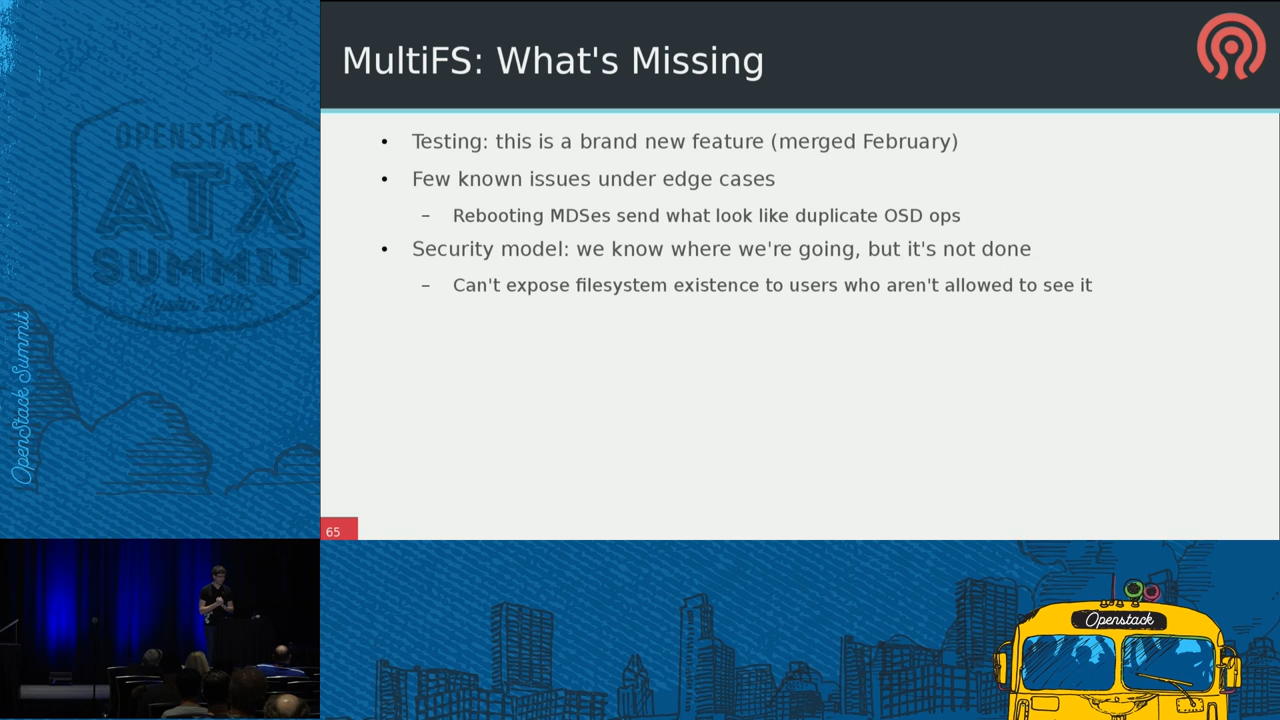 MultiFS: What's Missing
• Testing: this is a brand new feature (merged February)
• Few known issues under edge cases
– Rebooting MDSes send what look like duplicate OSD ops
• Security model: we know where we're going, but it's not done
– Can't expose filesystem existence to users who aren't allowed to see it
65
OPENSTACK
ATX
SUMMIT
Austin 2016
OpenStack Summit
Openstack